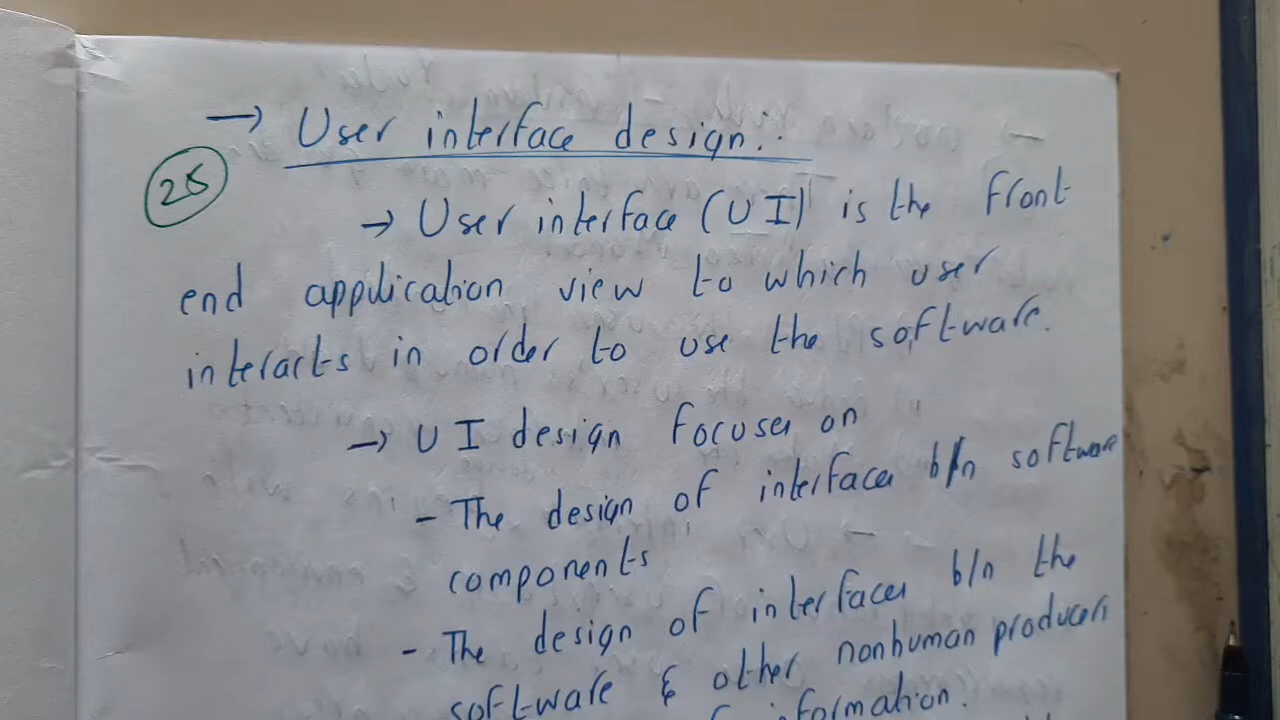 → User interface design:
25
→ User interface (UI) is the front
end application view to which user
interacts in order to use the software.
→ UI design focuses on
- The design of interfaces b/n software
components
- The design of interfaces b/n the
software & other nonhuman producers
information.